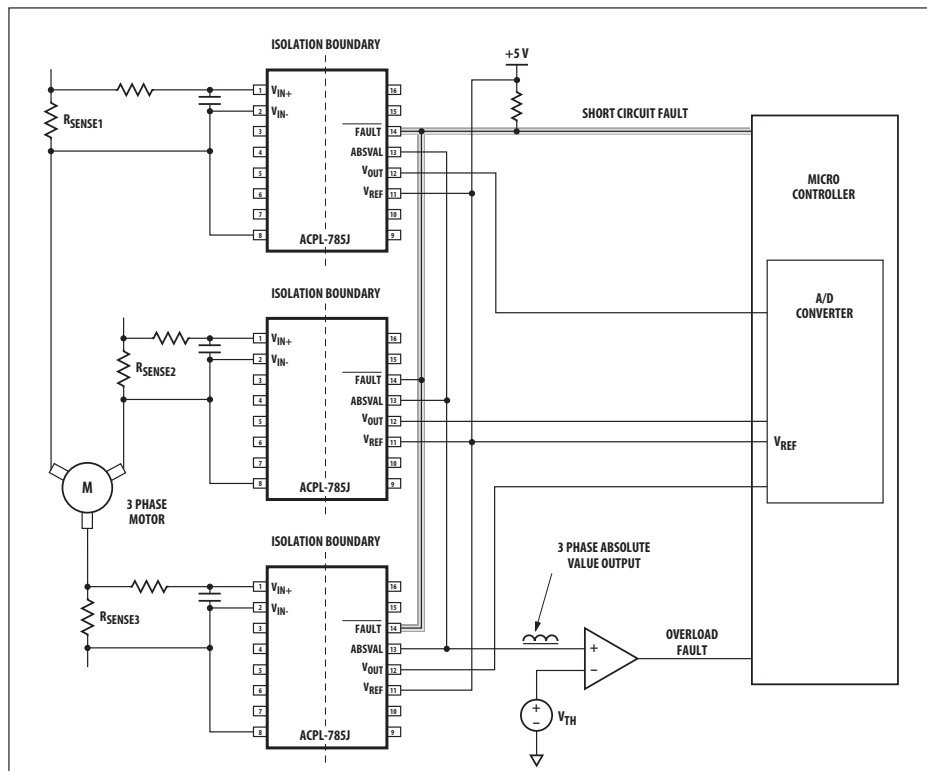 ISOLATION BOUNDARY
+5 V
SHORT CIRCUIT FAULT
RSENSE1
1 VIN+ 16
2 VIN- 15
3 FAULT 14
4 ABSVAL 13
5 VOUT 12
6 VREF 11
7 10
8 9
ACPL-785J
MICRO
CONTROLLER
A/D
CONVERTER
VREF
ISOLATION BOUNDARY
RSENSE2
1 VIN+ 16
2 VIN- 15
3 FAULT 14
4 ABSVAL 13
5 VOUT 12
6 VREF 11
7 10
8 9
ACPL-785J
M
3 PHASE
MOTOR
ISOLATION BOUNDARY
RSENSE3
1 VIN+ 16
2 VIN- 15
3 FAULT 14
4 ABSVAL 13
5 VOUT 12
6 VREF 11
7 10
8 9
ACPL-785J
3 PHASE ABSOLUTE
VALUE OUTPUT
+
−
OVERLOAD
FAULT
+
−
VTH